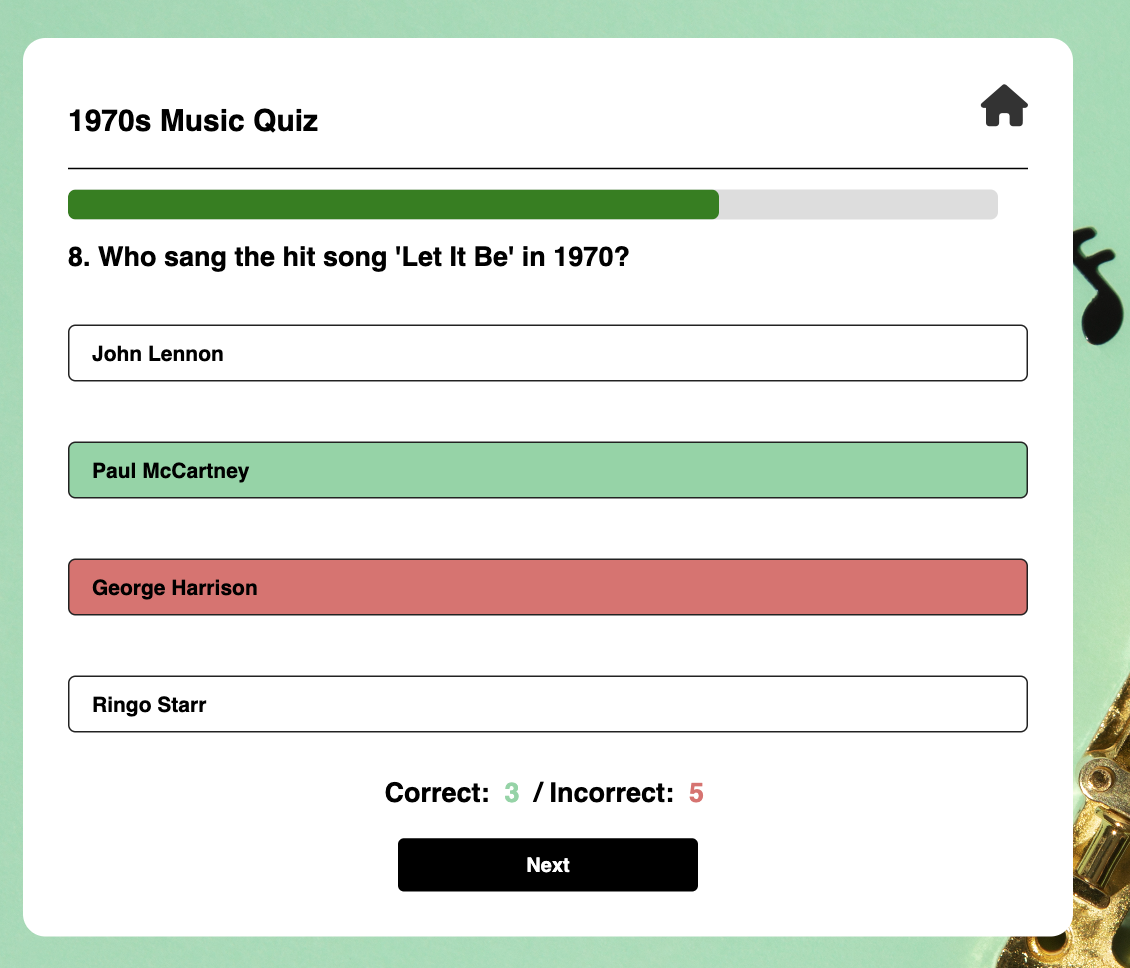 1970s Music Quiz
8. Who sang the hit song 'Let It Be' in 1970?
John Lennon
Paul McCartney
George Harrison
Ringo Starr
Correct: 3 / Incorrect: 5
Next